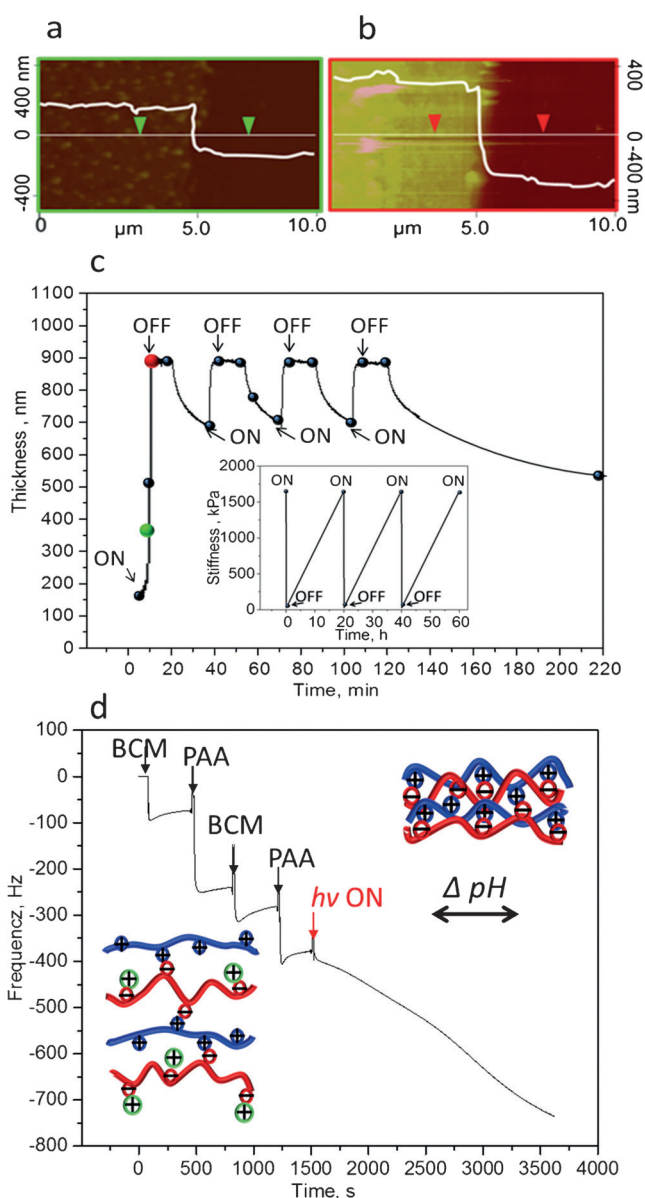 a
b
400 nm
0
-400
0
μm
5.0
10.0
400
0
-400 nm
0
μm
5.0
10.0
c
1100
1000
900
800
700
600
500
400
300
200
100
0
Thickness, nm
OFF OFF OFF OFF
ON ON ON
ON
2000
1500
1000
500
0
Stiffness, kPa
ON ON ON ON
OFF OFF OFF
0 10 20 30 40 50 60
Time, h
0 20 40 60 80 100 120 140 160 180 200 220
Time, min
d
100
0
-100
-200
-300
-400
-500
-600
-700
-800
Frequencz, Hz
BCM
PAA
BCM
PAA
hν ON
Δ pH
+
−
0 500 1000 1500 2000 2500 3000 3500 4000
Time, s